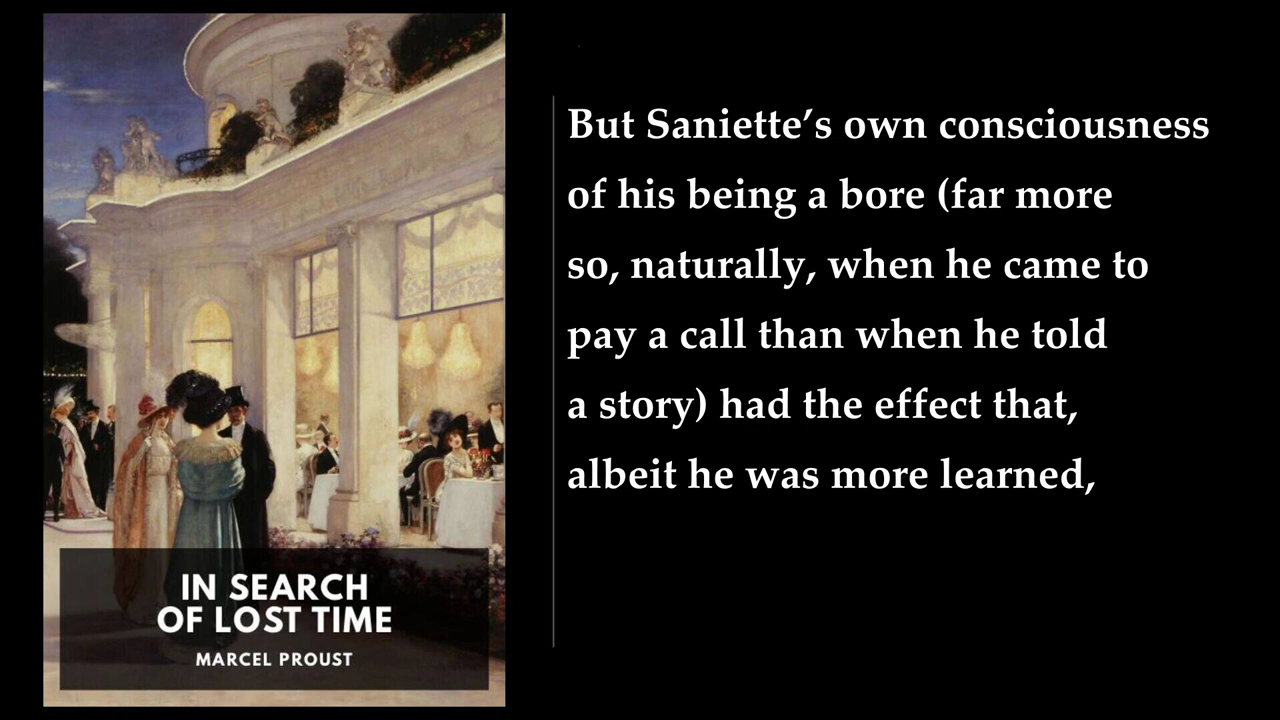 IN SEARCH
OF LOST TIME
MARCEL PROUST
But Saniette’s own consciousness
of his being a bore (far more
so, naturally, when he came to
pay a call than when he told
a story) had the effect that,
albeit he was more learned,